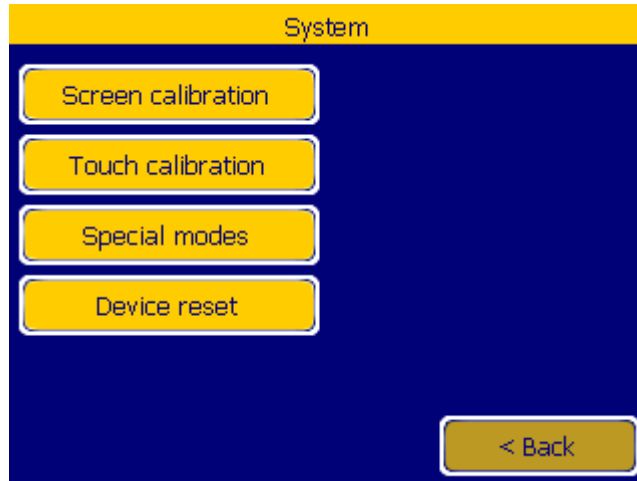 System
Screen calibration
Touch calibration
Special modes
Device reset
< Back